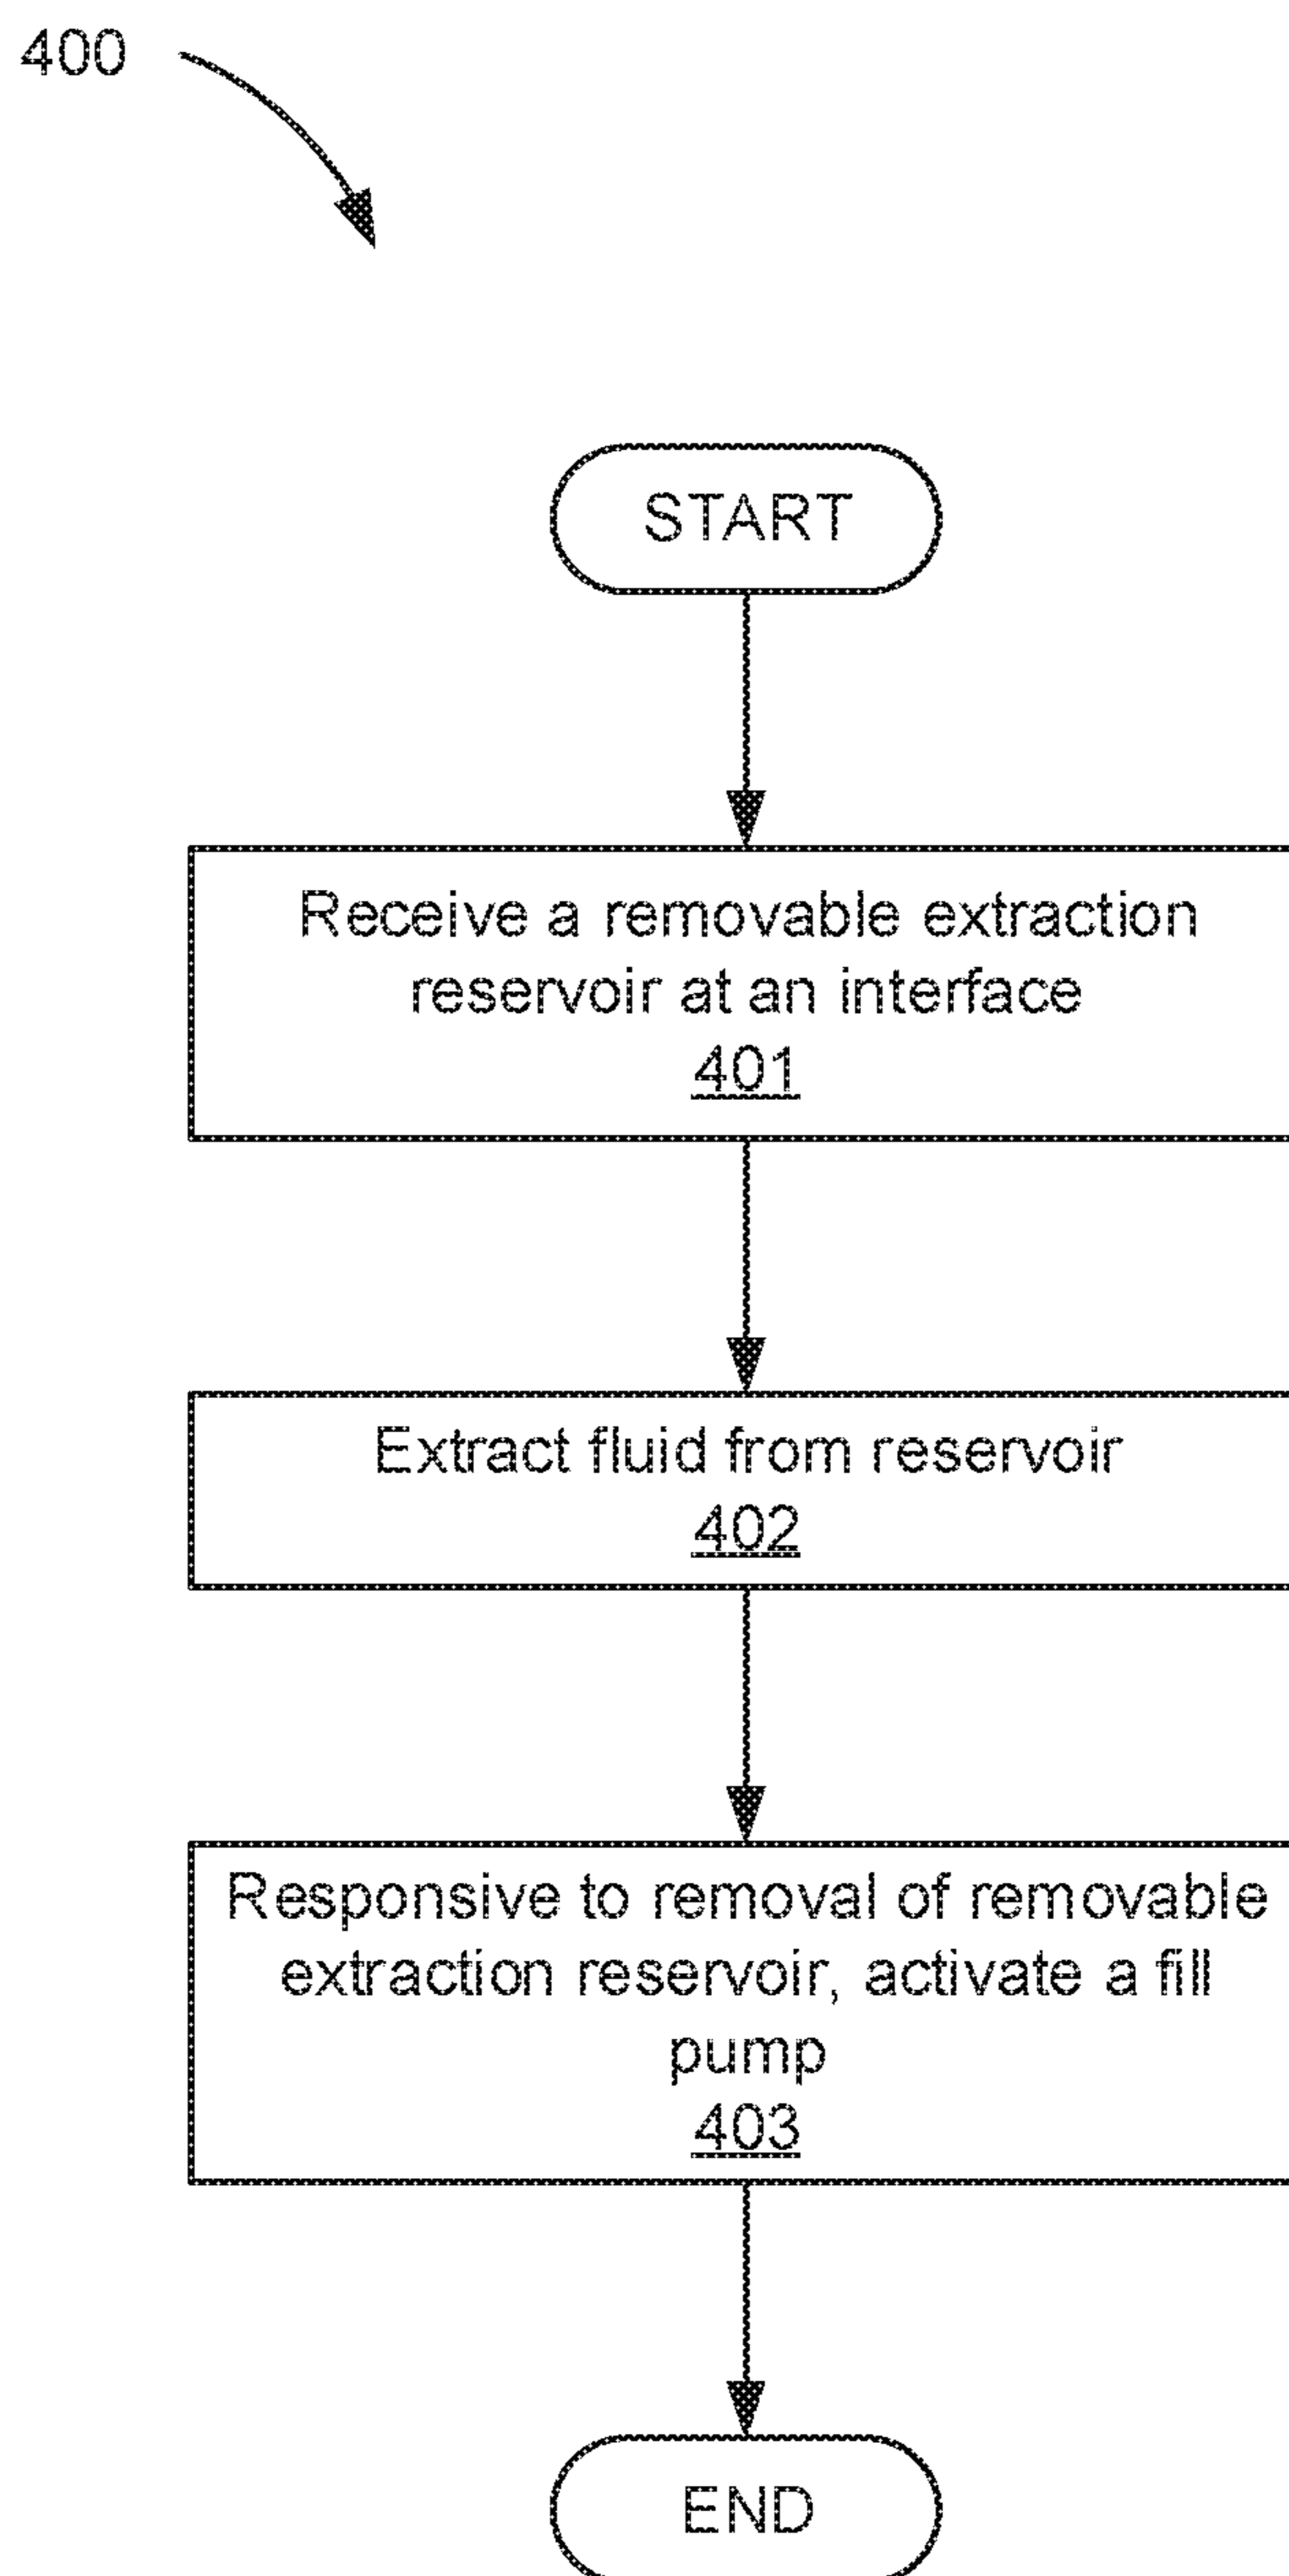 400
START
Receive a removable extraction
reservoir at an interface
401
Extract fluid from reservoir
402
Responsive to removal of removable
extraction reservoir, activate a fill
pump
403
END